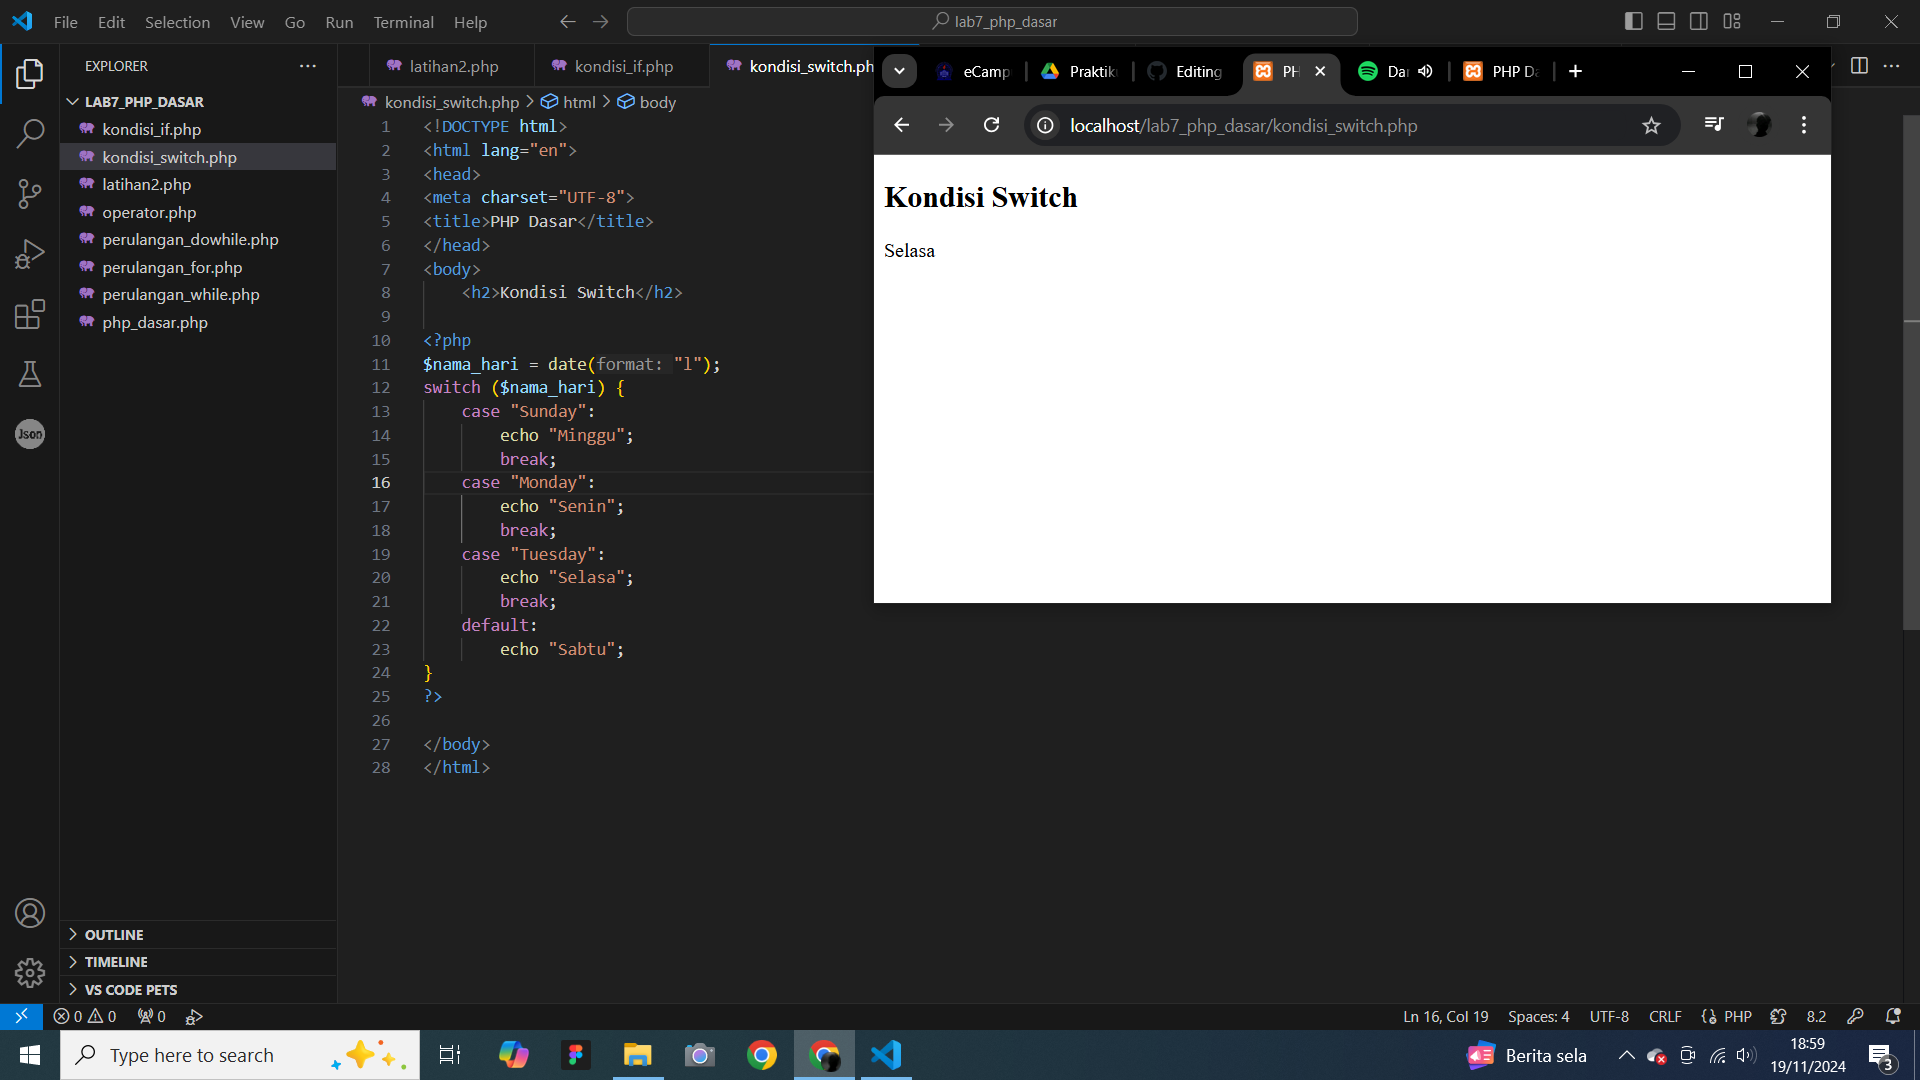 File Edit Selection View Go Run Terminal Help
lab7_php_dasar
EXPLORER
LAB7_PHP_DASAR
kondisi_if.php
kondisi_switch.php
latihan2.php
operator.php
perulangan_dowhile.php
perulangan_for.php
perulangan_while.php
php_dasar.php
Json
OUTLINE
TIMELINE
VS CODE PETS
latihan2.php kondisi_if.php kondisi_switch.ph
kondisi_switch.php > html > body
1 <!DOCTYPE html>
2 <html lang="en">
3 <head>
4 <meta charset="UTF-8">
5 <title>PHP Dasar</title>
6 </head>
7 <body>
8 <h2>Kondisi Switch</h2>
9
10 <?php
11 $nama_hari = date(format: "l");
12 switch ($nama_hari) {
13 case "Sunday":
14 echo "Minggu";
15 break;
16 case "Monday":
17 echo "Senin";
18 break;
19 case "Tuesday":
20 echo "Selasa";
21 break;
22 default:
23 echo "Sabtu";
24 }
25 ?>
26
27 </body>
28 </html>
eCamp Praktik Editing PH Da PHP Da
localhost/lab7_php_dasar/kondisi_switch.php
Kondisi Switch
Selasa
0 0 0
Ln 16, Col 19 Spaces: 4 UTF-8 CRLF PHP 8.2
Type here to search
Berita sela
18:59
19/11/2024
3